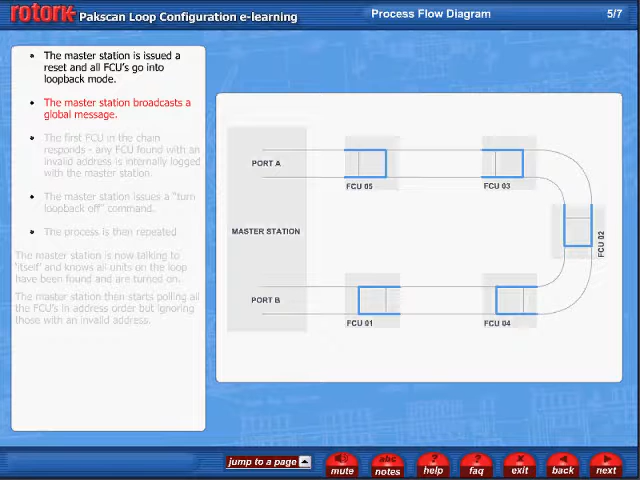 rotork Pakscan Loop Configuration e-learning
Process Flow Diagram
5/7
• The master station is issued a
reset and all FCU's go into
loopback mode.
• The master station broadcasts a
global message.
• The first FCU in the chain
responds - any FCU found with an
invalid address is internally logged
with the master station.
• The master station issues a "turn
loopback off" command.
• The process is then repeated
The master station is now talking to
'itself' and knows all units on the loop
have been found and are turned on.
The master station then starts polling all
the FCU's in address order but ignoring
those with an invalid address.
PORT A
FCU 05
FCU 03
MASTER STATION
FCU 02
PORT B
FCU 01
FCU 04
jump to a page
mute
abc
notes
?
help
?
faq
x
exit
back
next